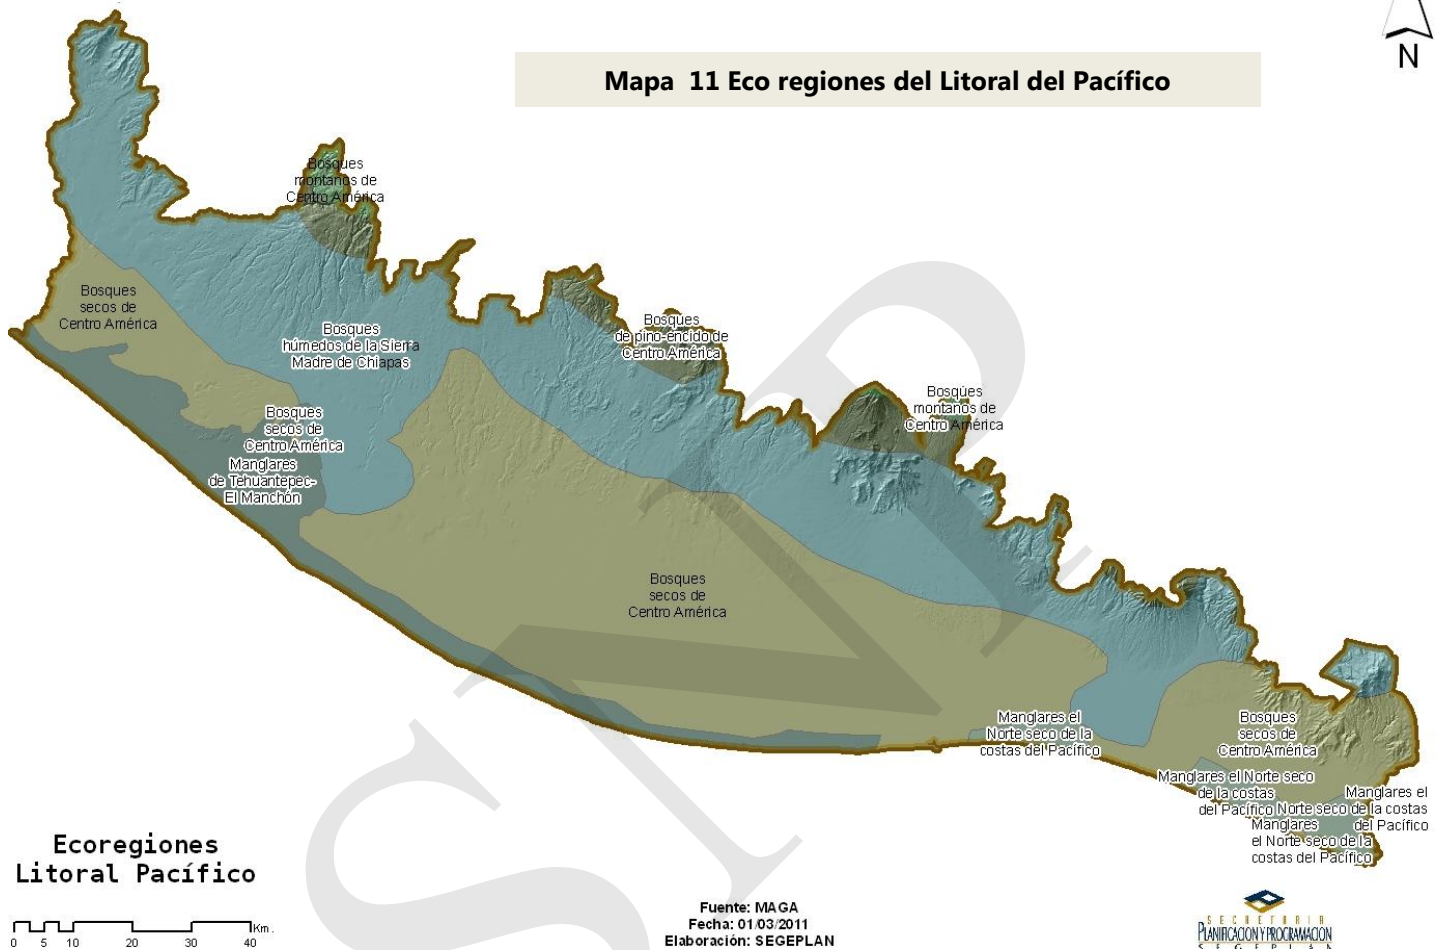 N
Mapa 11 Eco regiones del Litoral del Pacífico
Bosques
montanos de
Centro América
Bosques
secos de
Centro América
Bosques
húmedos de la Sierra
Madre de Chiapas
Bosques
de pino-encido de
Centro América
Bosques
montanos de
Centro América
Bosques
secos de
Centro América
Manglares
de Tehuantepec-
El Manchón
Bosques
secos de
Centro América
Manglares el
Norte seco de la
costas del Pacífico
Bosques
secos de
Centro América
Manglares el Norte seco
de la costas
del Pacífico
Manglares el
Norte seco de la costas
del Pacífico
Manglares
el Norte seco de la
costas del Pacífico
Ecoregiones
Litoral Pacífico
Km.
0 5 10 20 30 40
Fuente: MAGA
Fecha: 01/03/2011
Elaboración: SEGEPLAN
SECRETARIA
PLANIFICACION Y PROGRAMACION
SEGEPLAN